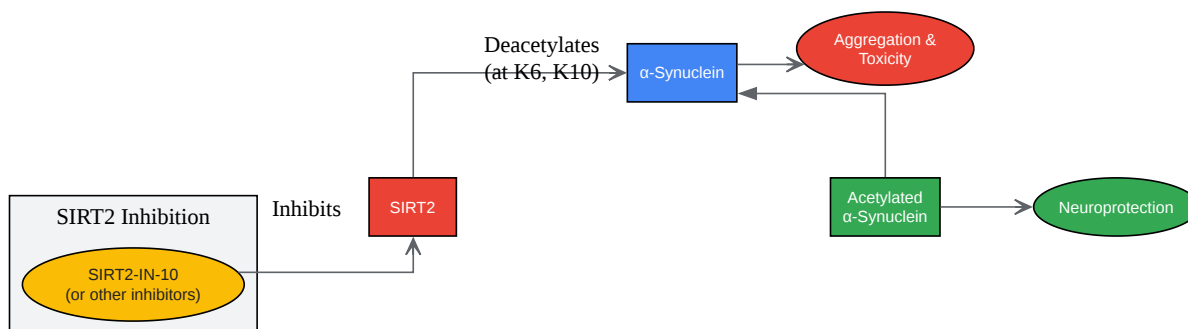 Deacetylates
(at K6, K10)
α-Synuclein
Aggregation &
Toxicity
SIRT2 Inhibition
SIRT2-IN-10
(or other inhibitors)
Inhibits
SIRT2
Acetylated
α-Synuclein
Neuroprotection